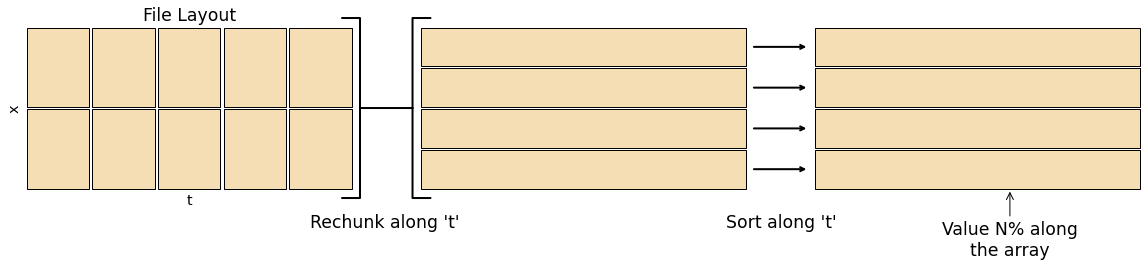 File Layout
x
t
Rechunk along 't'
Sort along 't'
Value N% along
the array